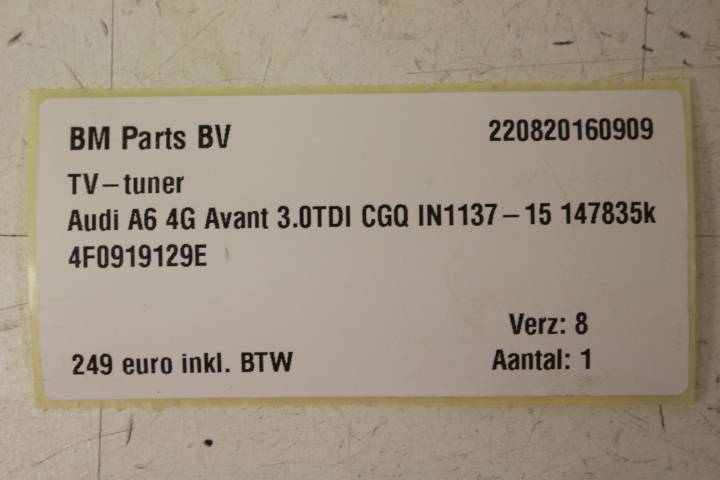 BM Parts BV 220820160909
TV-tuner
Audi A6 4G Avant 3.0TDI CGQ IN1137-15 147835k
4F0919129E
Verz: 8
249 euro inkl. BTW Aantal: 1